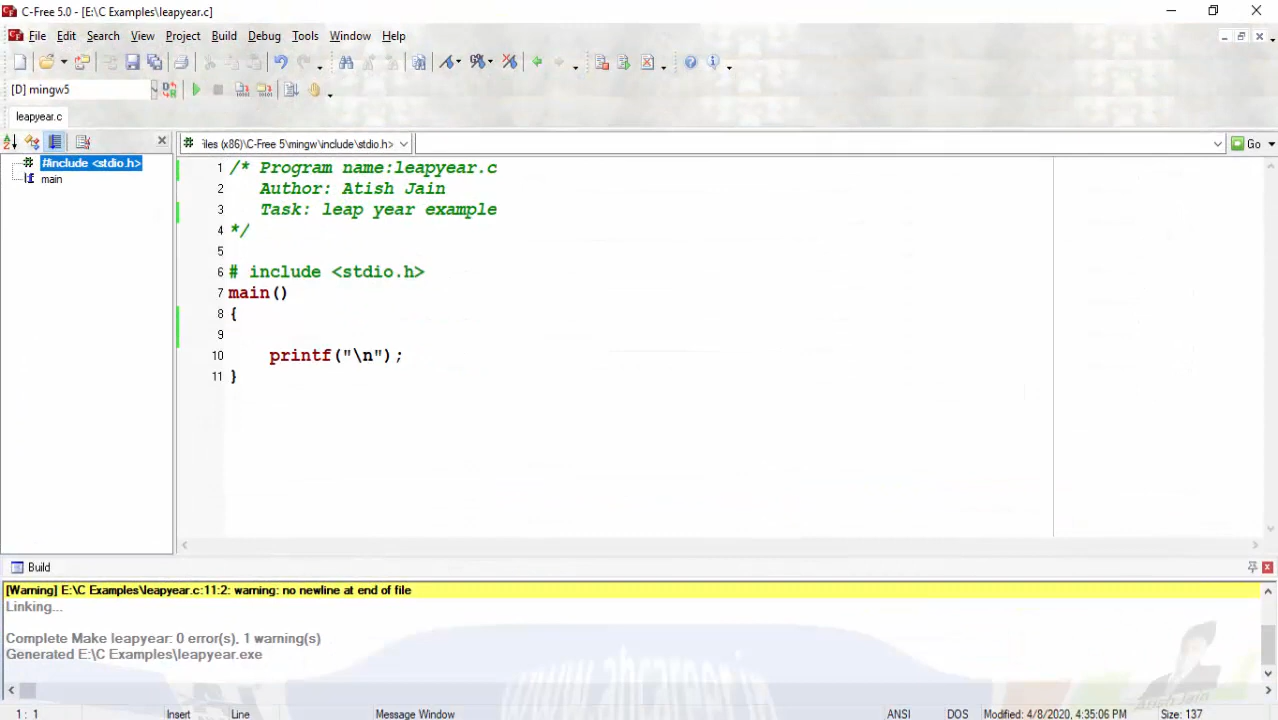 C-Free 5.0 - [E:\C Examples\leapyear.c]
File Edit Search View Project Build Debug Tools Window Help
[D] mingw5
leapyear.c
iles (x86)\C-Free 5\mingw\include\stdio.h>
Go
#include <stdio.h>
main
1 /* Program name:leapyear.c
2 Author: Atish Jain
3 Task: leap year example
4 */
5
6 # include <stdio.h>
7 main()
8 {
9
10 printf("\n");
11 }
Build
[Warning] E:\C Examples\leapyear.c:11:2: warning: no newline at end of file
Linking...
Complete Make leapyear: 0 error(s), 1 warning(s)
Generated E:\C Examples\leapyear.exe
Atish Jain
1 : 1 Insert Line Message Window ANSI DOS Modified: 4/8/2020, 4:35:06 PM Size: 137